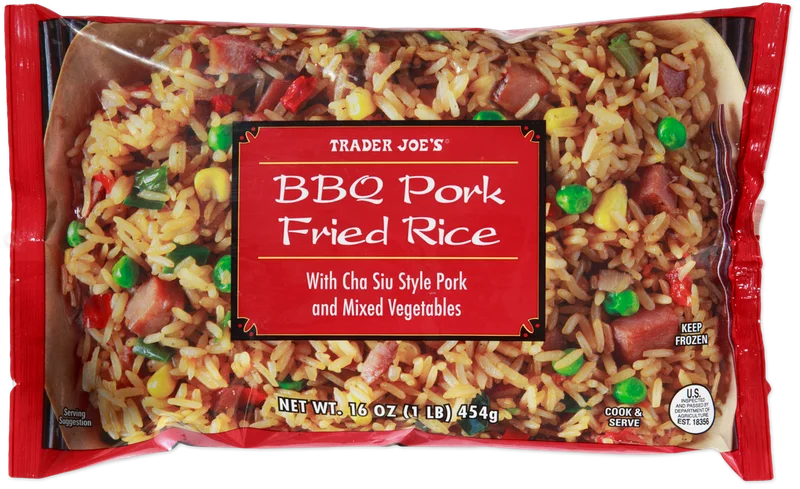 TRADER JOE'S®
BBQ Pork
Fried Rice
With Cha Siu Style Pork
and Mixed Vegetables
KEEP
FROZEN
NET WT. 16 OZ (1 LB) 454g
Serving
Suggestion
COOK &
SERVE
U.S.
INSPECTED
AND PASSED BY
DEPARTMENT OF
AGRICULTURE
EST. 18356